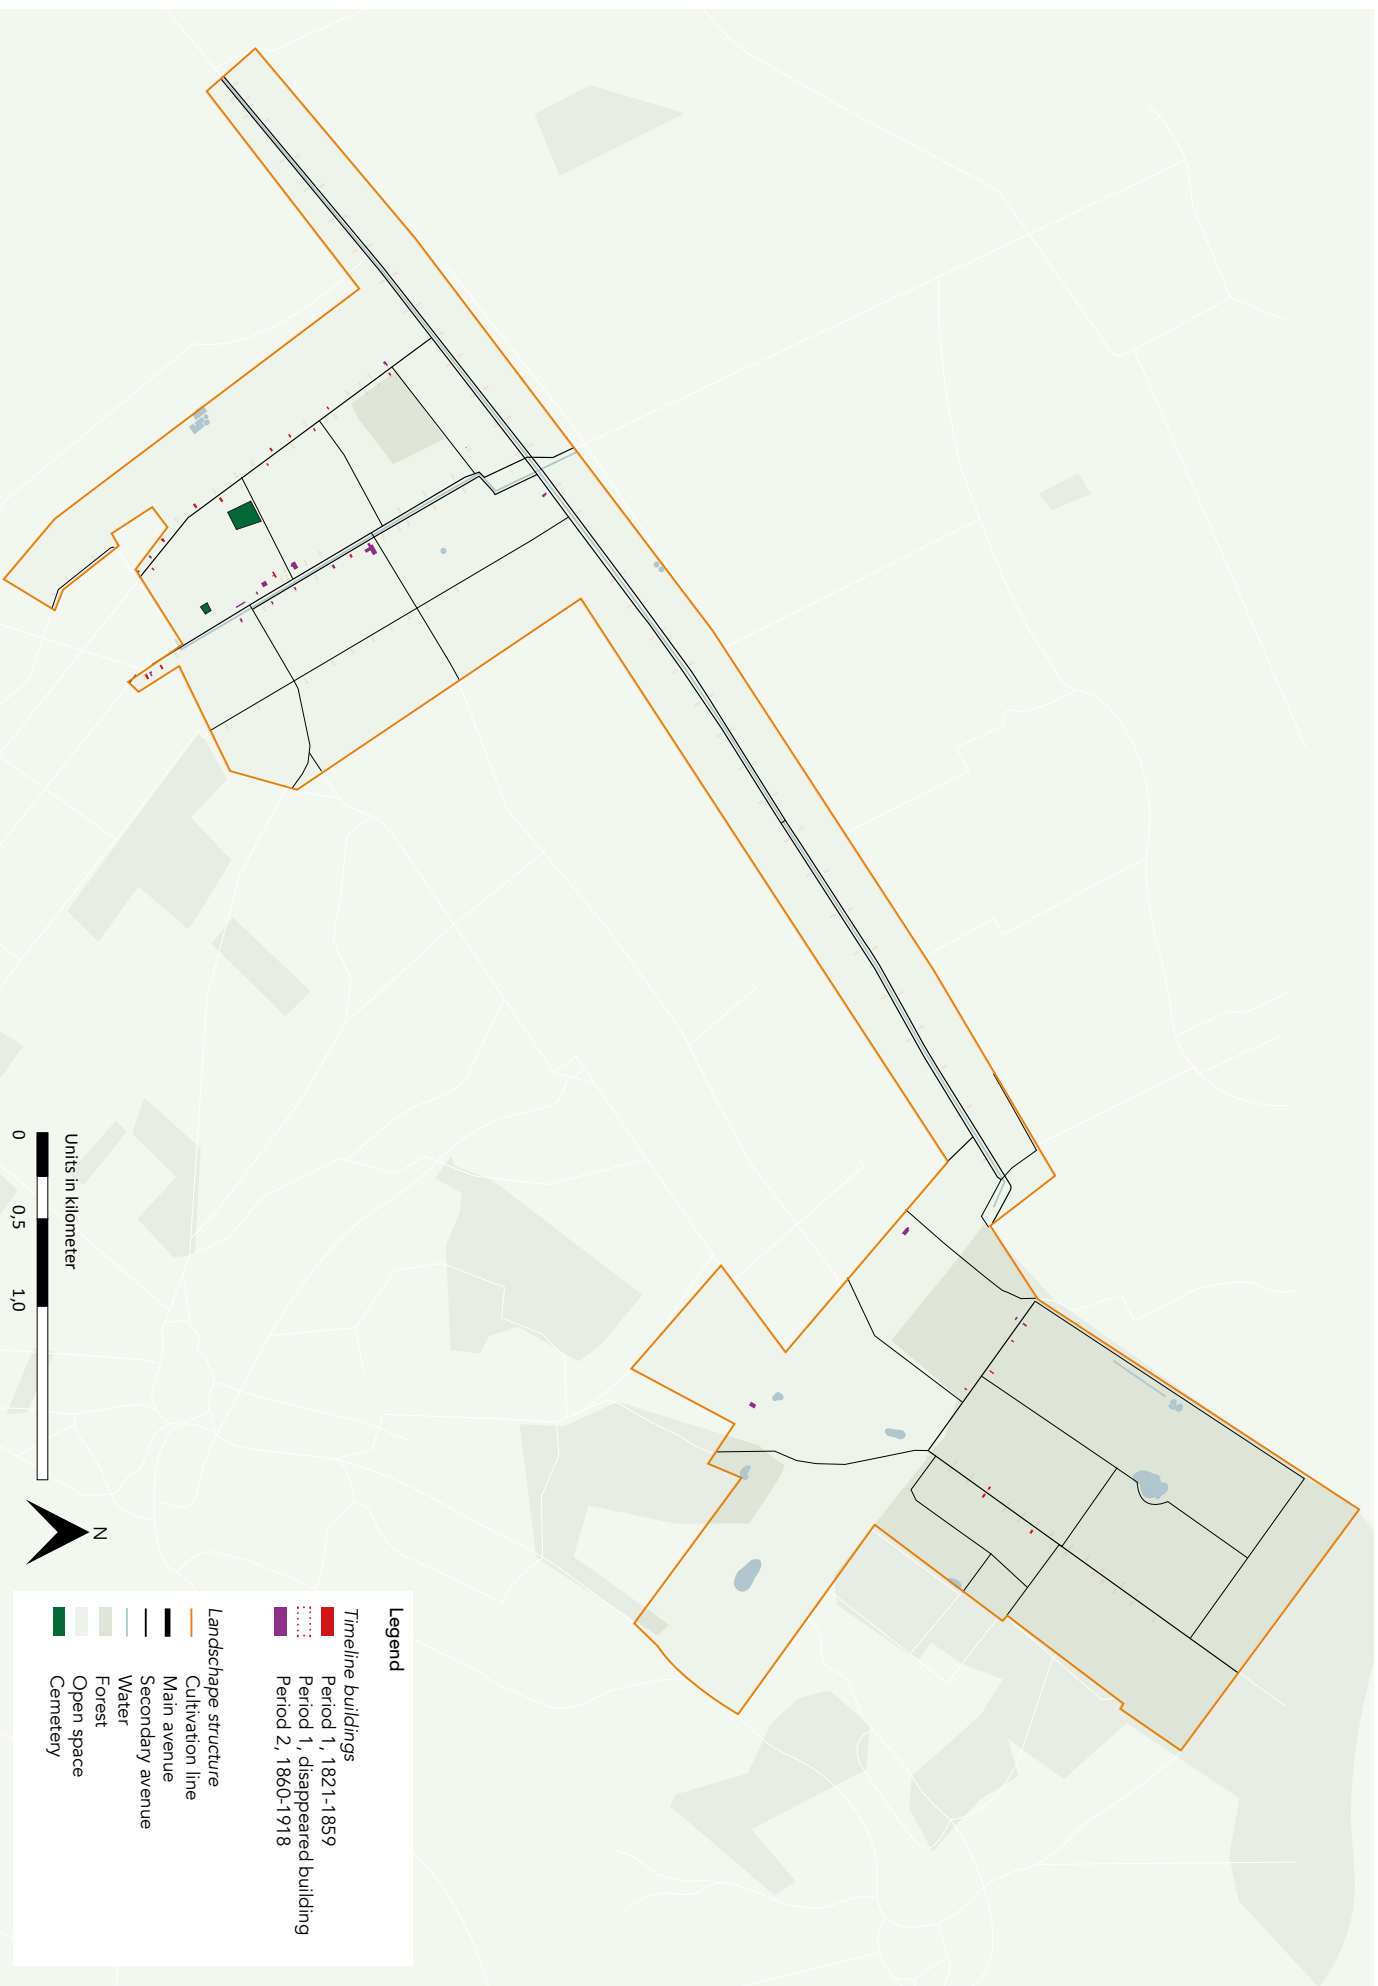 Legend
Timeline buildings
Period 1, 1821-1859
Period 1, disappeared building
Period 2, 1860-1918
Landschape structure
Cultivation line
Main avenue
Secondary avenue
Water
Forest
Open space
Cemetery
N
Units in kilometer
0 0,5 1,0